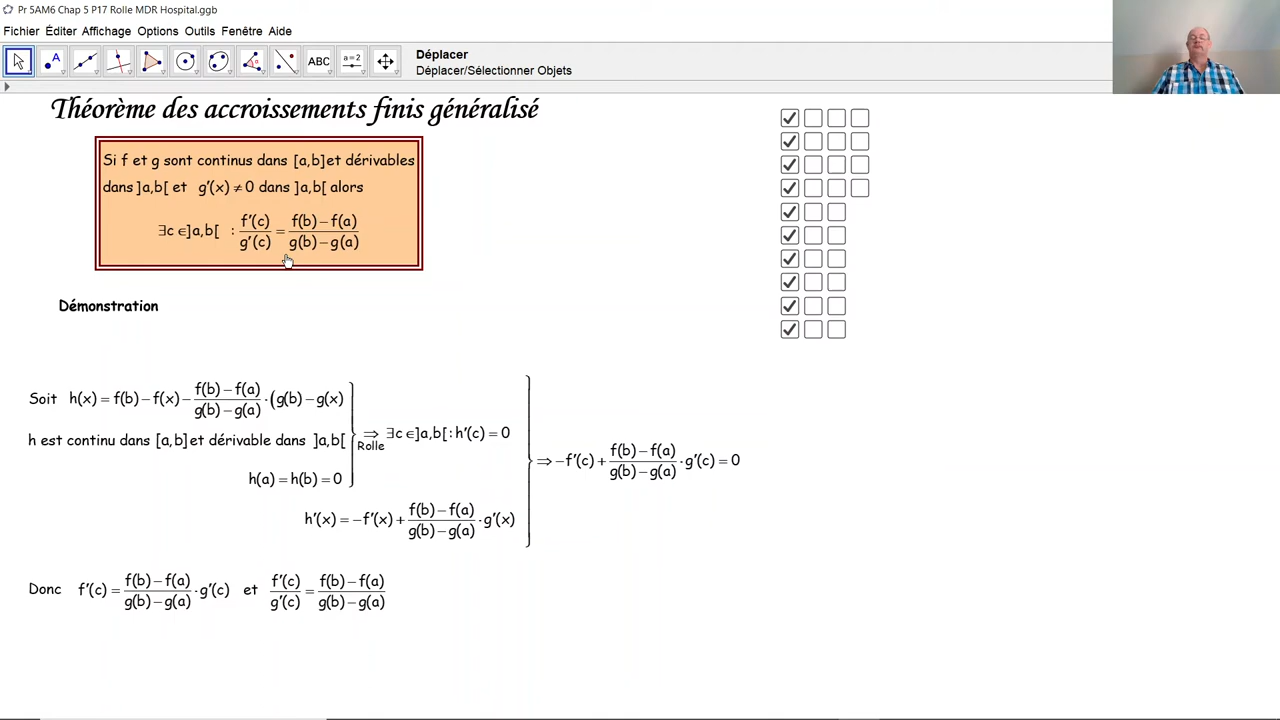 Pr 5AM6 Chap 5 P17 Rolle MDR Hospital.ggb
Fichier Éditer Affichage Options Outils Fenêtre Aide
A ABC a=2 Déplacer
Déplacer/Sélectionner Objets
Théorème des accroissements finis généralisé
Si f et g sont continus dans [a,b] et dérivables
dans ]a,b[ et g'(x) ≠ 0 dans ]a,b[ alors
∃c ∈]a,b[ : f'(c)/g'(c) = (f(b)−f(a))/(g(b)−g(a))
Démonstration
Soit h(x) = f(b) − f(x) − (f(b)−f(a))/(g(b)−g(a)) · (g(b) − g(x)
h est continu dans [a,b] et dérivable dans ]a,b[
⇒ Rolle ∃c ∈]a,b[ : h'(c) = 0
h(a) = h(b) = 0
h'(x) = −f'(x) + (f(b)−f(a))/(g(b)−g(a)) · g'(x)
⇒ −f'(c) + (f(b)−f(a))/(g(b)−g(a)) · g'(c) = 0
Donc f'(c) = (f(b)−f(a))/(g(b)−g(a)) · g'(c) et f'(c)/g'(c) = (f(b)−f(a))/(g(b)−g(a))